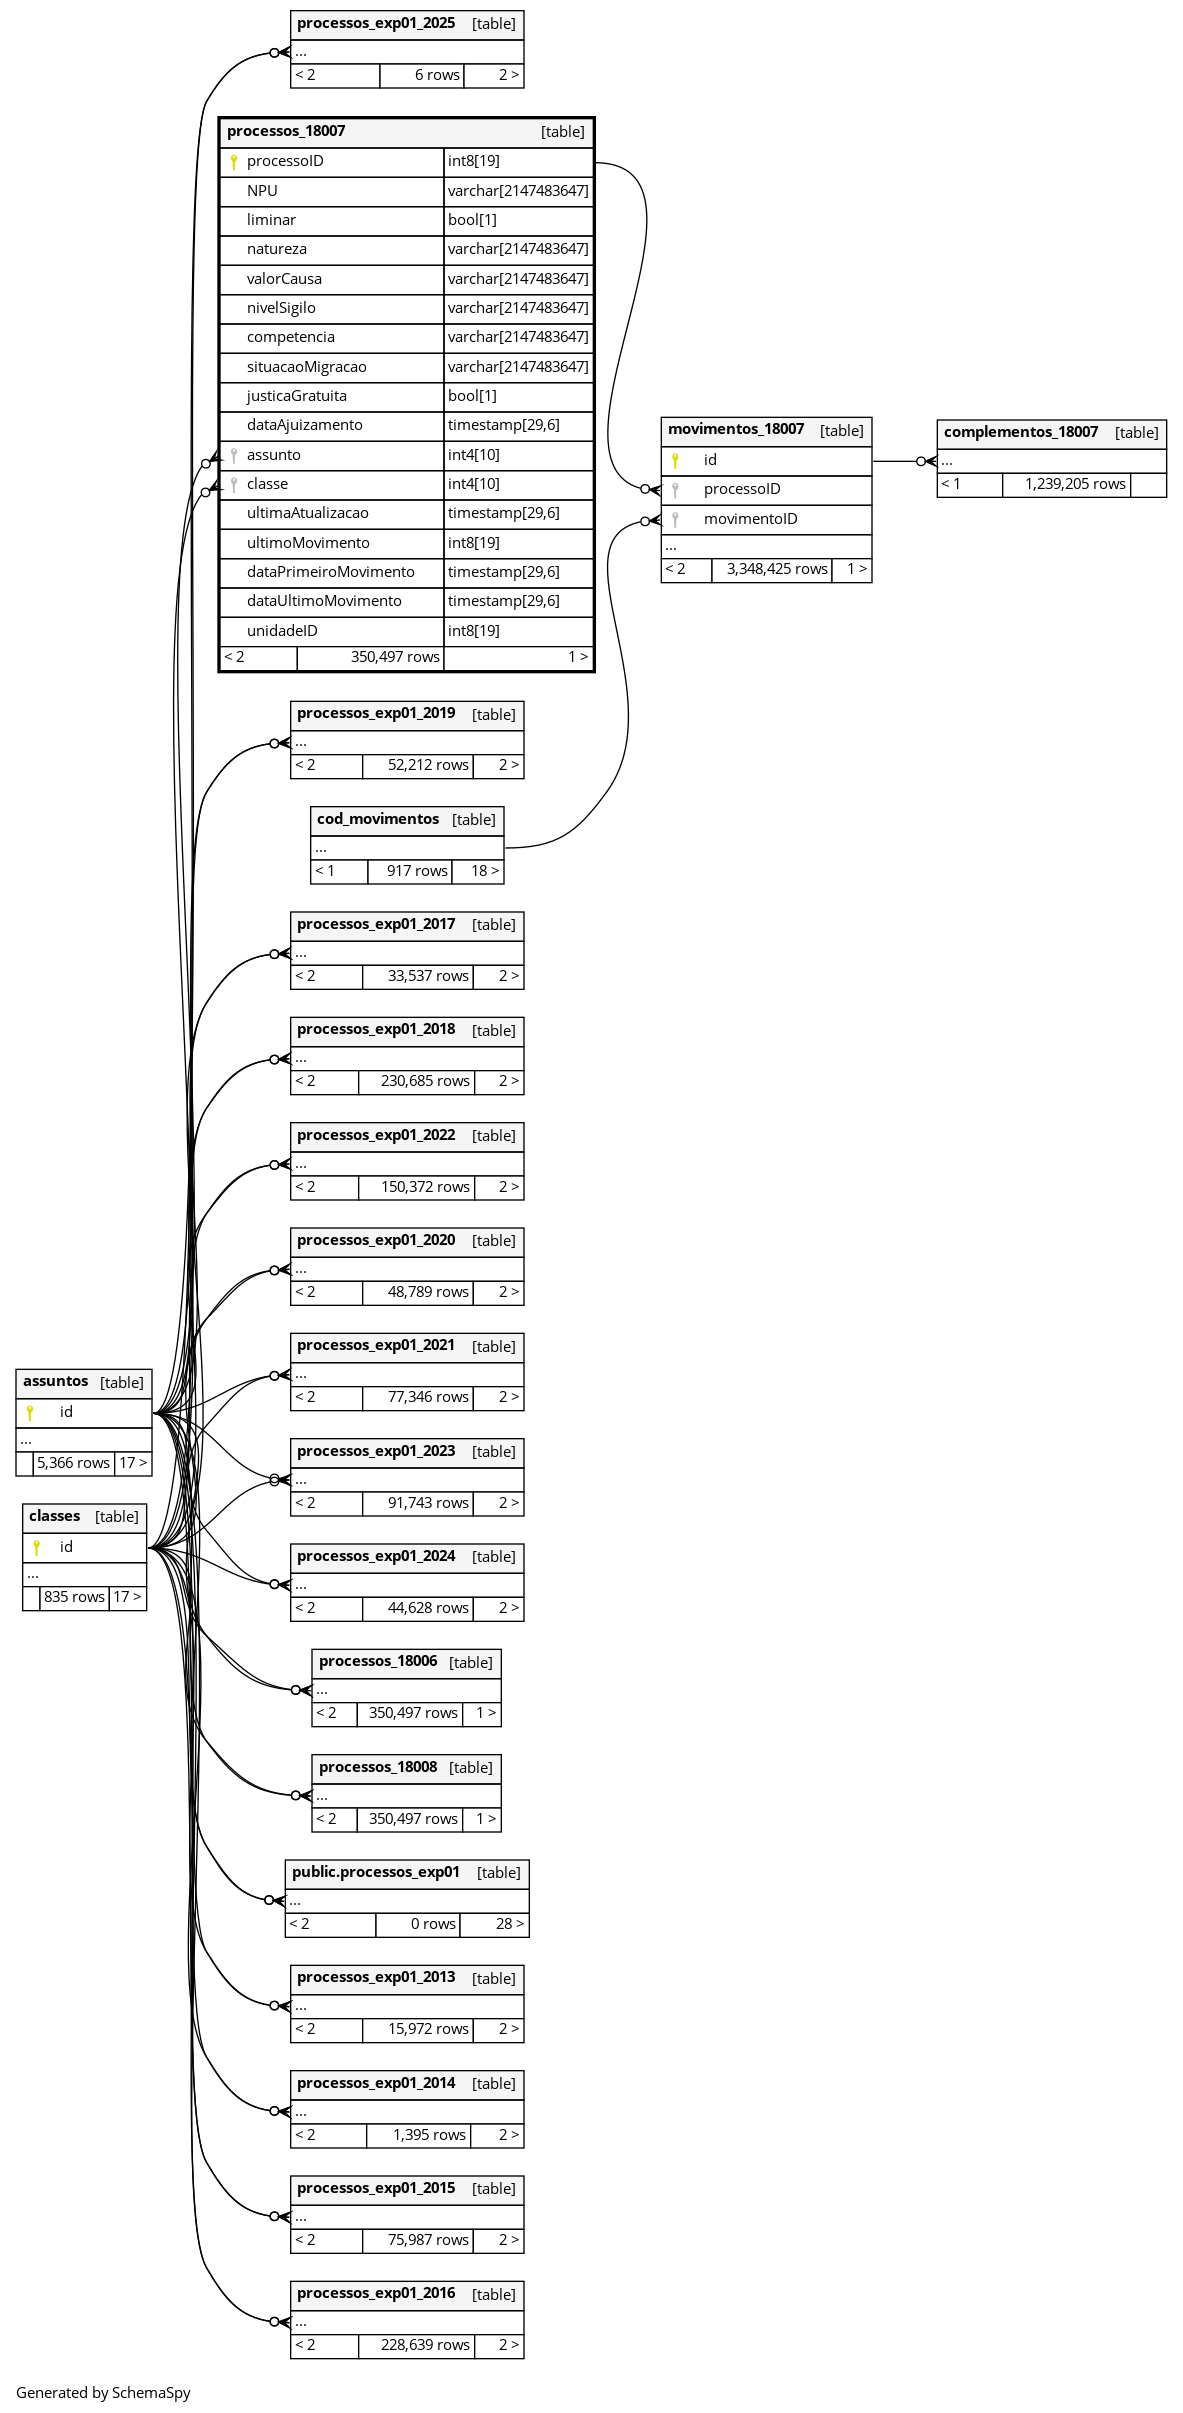 processos_exp01_2025 [table]
...
< 2 6 rows 2 >
processos_18007 [table]
processoID int8[19]
NPU varchar[2147483647]
liminar bool[1]
natureza varchar[2147483647]
valorCausa varchar[2147483647]
nivelSigilo varchar[2147483647]
competencia varchar[2147483647]
situacaoMigracao varchar[2147483647]
justicaGratuita bool[1]
dataAjuizamento timestamp[29,6]
assunto int4[10]
classe int4[10]
ultimaAtualizacao timestamp[29,6]
ultimoMovimento int8[19]
dataPrimeiroMovimento timestamp[29,6]
dataUltimoMovimento timestamp[29,6]
unidadeID int8[19]
< 2 350,497 rows 1 >
movimentos_18007 [table]
id
processoID
movimentoID
...
< 2 3,348,425 rows 1 >
complementos_18007 [table]
...
< 1 1,239,205 rows
processos_exp01_2019 [table]
...
< 2 52,212 rows 2 >
cod_movimentos [table]
...
< 1 917 rows 18 >
processos_exp01_2017 [table]
...
< 2 33,537 rows 2 >
processos_exp01_2018 [table]
...
< 2 230,685 rows 2 >
processos_exp01_2022 [table]
...
< 2 150,372 rows 2 >
processos_exp01_2020 [table]
...
< 2 48,789 rows 2 >
processos_exp01_2021 [table]
...
< 2 77,346 rows 2 >
assuntos [table]
id
...
5,366 rows 17 >
classes [table]
id
...
835 rows 17 >
processos_exp01_2023 [table]
...
< 2 91,743 rows 2 >
processos_exp01_2024 [table]
...
< 2 44,628 rows 2 >
processos_18006 [table]
...
< 2 350,497 rows 1 >
processos_18008 [table]
...
< 2 350,497 rows 1 >
public.processos_exp01 [table]
...
< 2 0 rows 28 >
processos_exp01_2013 [table]
...
< 2 15,972 rows 2 >
processos_exp01_2014 [table]
...
< 2 1,395 rows 2 >
processos_exp01_2015 [table]
...
< 2 75,987 rows 2 >
processos_exp01_2016 [table]
...
< 2 228,639 rows 2 >
Generated by SchemaSpy